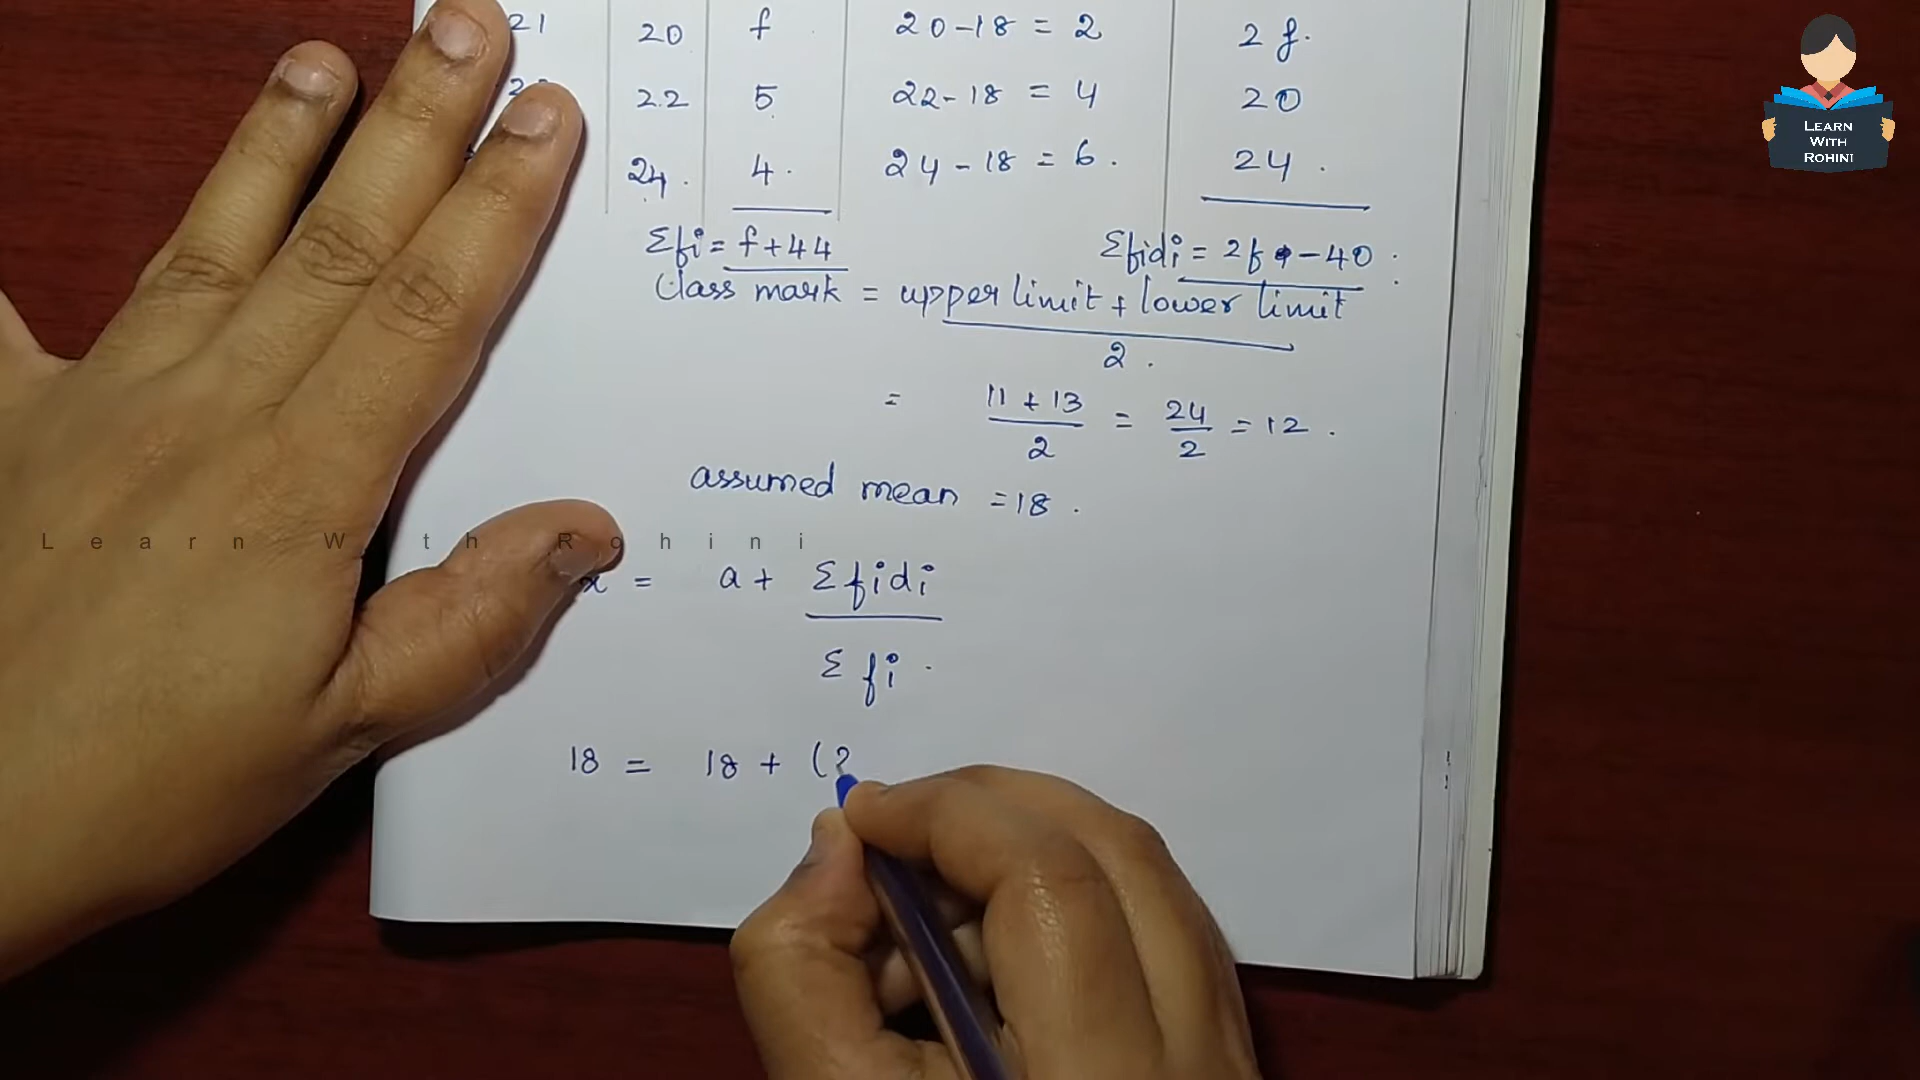 21 20 f 20-18 = 2 2f.
22 5 22-18 = 4 20
24. 4. 24-18 = 6. 24.
Σfi = f+44 Σfidi = 2f -40.
Class mark = upper limit + lower limit
2.
= 11 + 13 = 24 = 12.
2 2
assumed mean = 18.
x = a + Σfidi
Σfi.
18 = 18 + (2
LEARN
WITH
ROHINI
Learn With Rohini